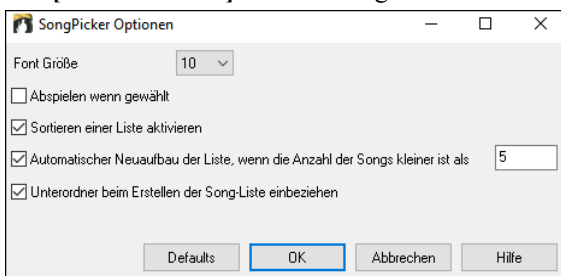 SongPicker Optionen
Font Größe 10
Abspielen wenn gewählt
Sortieren einer Liste aktivieren
Automatischer Neuaufbau der Liste, wenn die Anzahl der Songs kleiner ist als 5
Unterordner beim Erstellen der Song-Liste einbeziehen
Defaults OK Abbrechen Hilfe